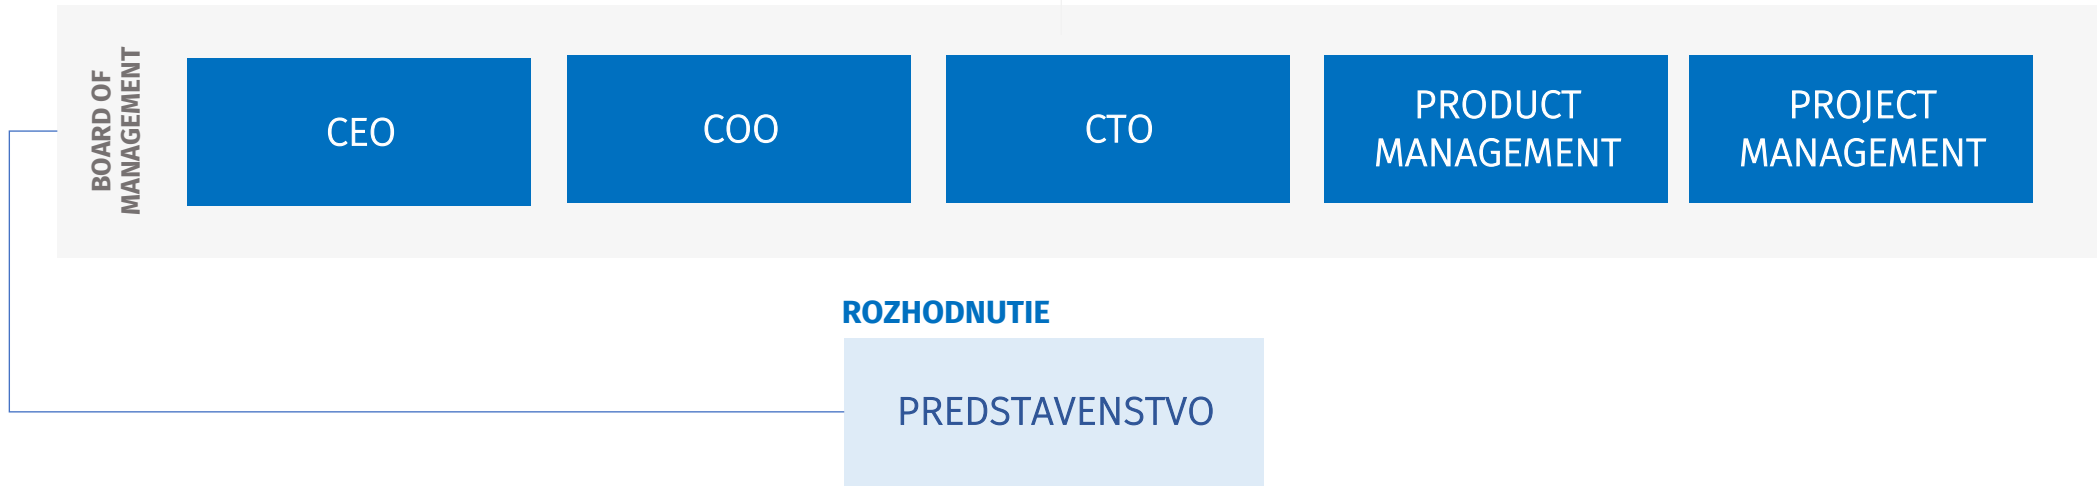 BOARD OF
MANAGEMENT
CEO
COO
CTO
PRODUCT
MANAGEMENT
PROJECT
MANAGEMENT
ROZHODNUTIE
PREDSTAVENSTVO